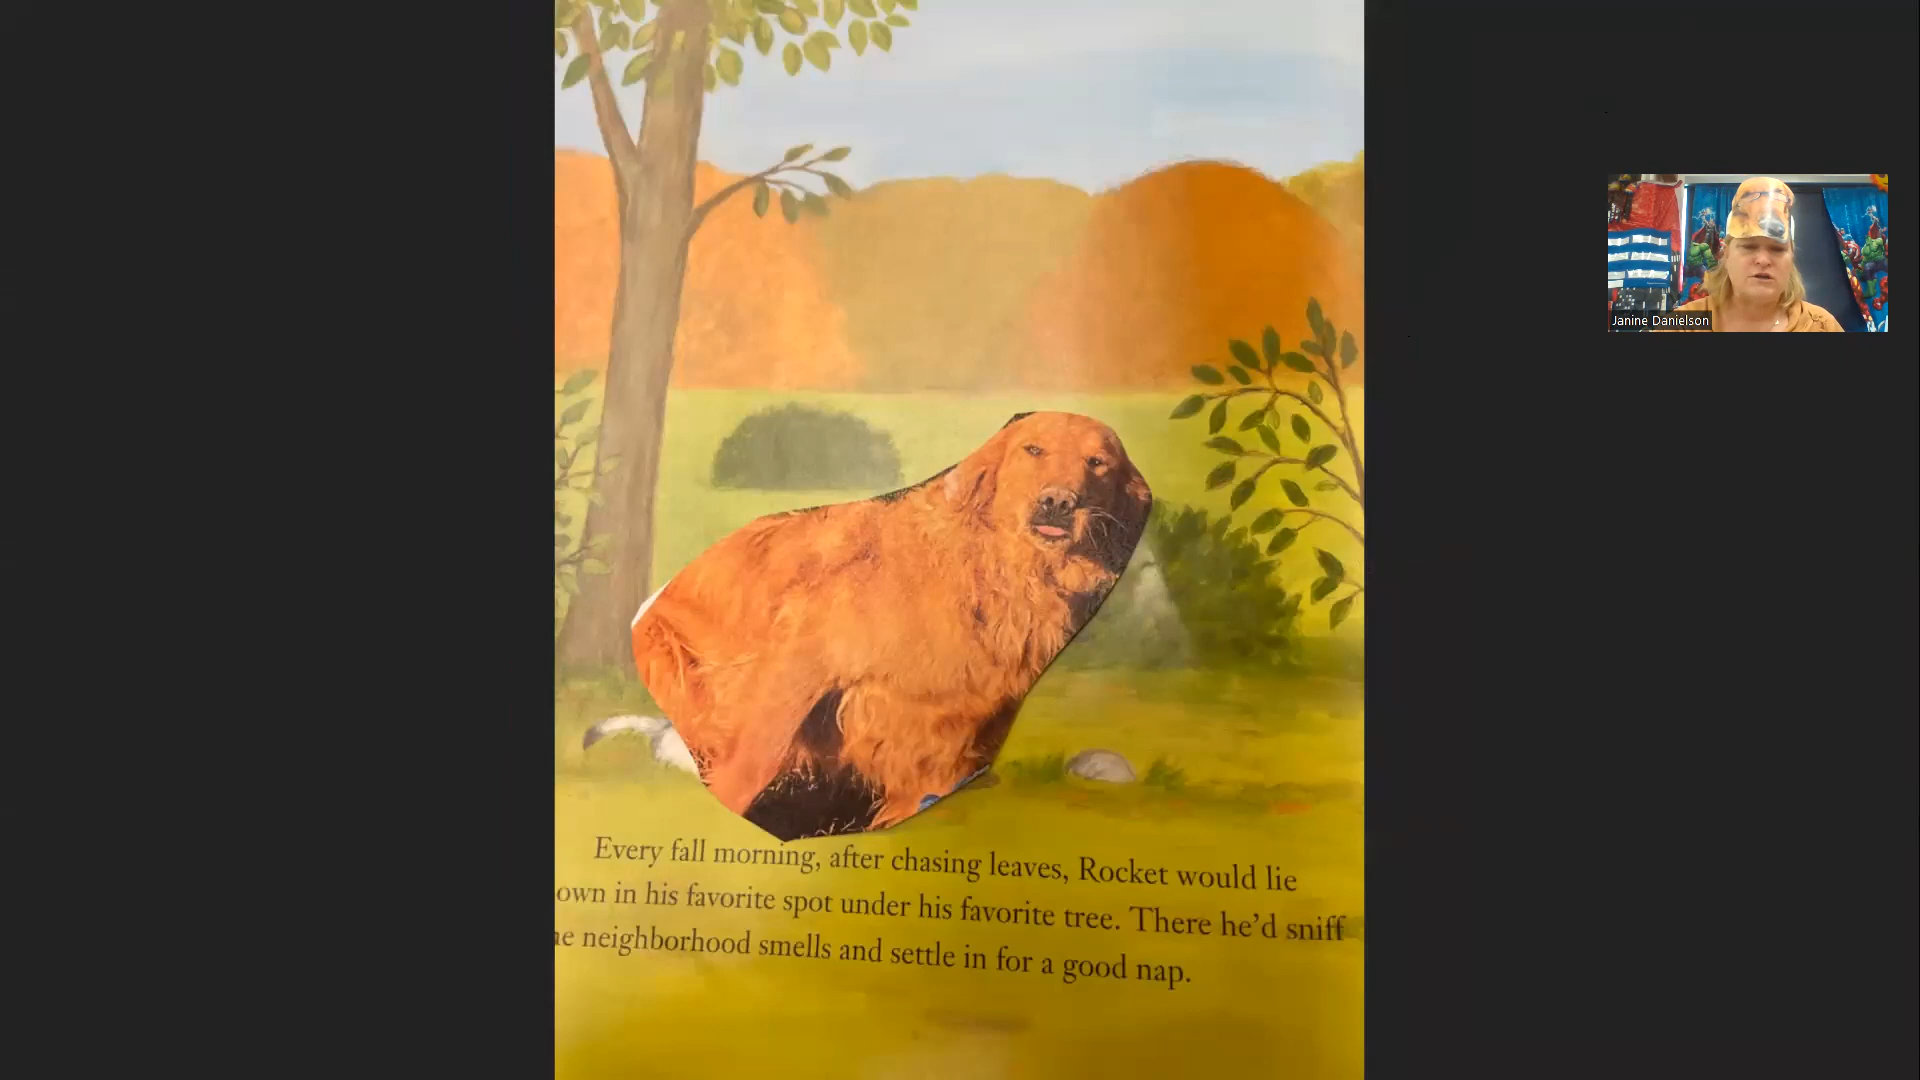 Every fall morning, after chasing leaves, Rocket would lie
own in his favorite spot under his favorite tree. There he'd sniff
he neighborhood smells and settle in for a good nap.
Janine Danielson